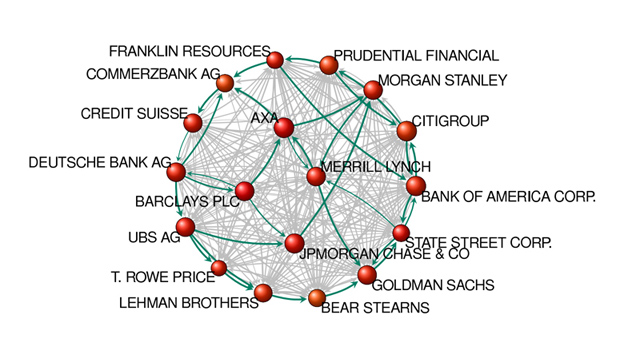 FRANKLIN RESOURCES
PRUDENTIAL FINANCIAL
COMMERZBANK AG
MORGAN STANLEY
CREDIT SUISSE
AXA
CITIGROUP
DEUTSCHE BANK AG
MERRILL LYNCH
BARCLAYS PLC
BANK OF AMERICA CORP.
UBS AG
STATE STREET CORP.
JPMORGAN CHASE & CO
T. ROWE PRICE
GOLDMAN SACHS
LEHMAN BROTHERS
BEAR STEARNS